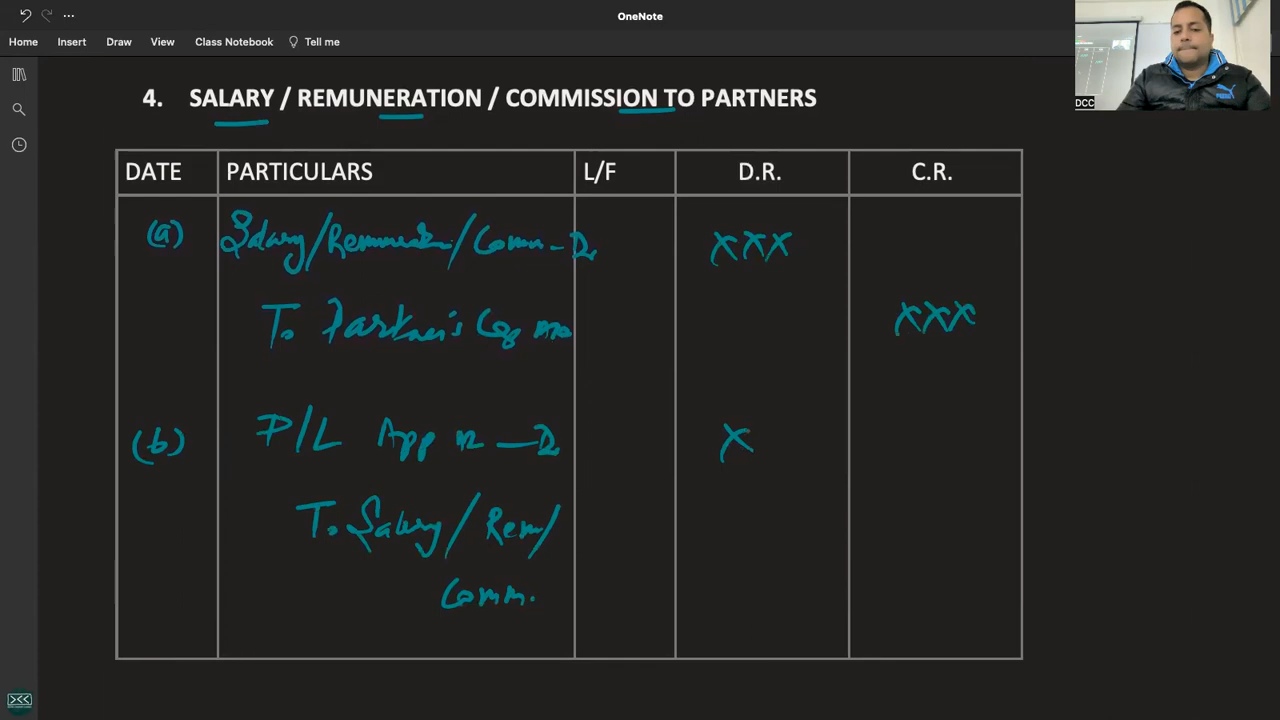 OneNote
Home Insert Draw View Class Notebook Tell me
DCC
4. SALARY / REMUNERATION / COMMISSION TO PARTNERS
DATE PARTICULARS L/F D.R. C.R.
(a) Salary/Remuneration/Comm - Dr XXX
To Partner's Cap XXX
(b) P/L App — Dr X
To Salary / Rem/
Comm.